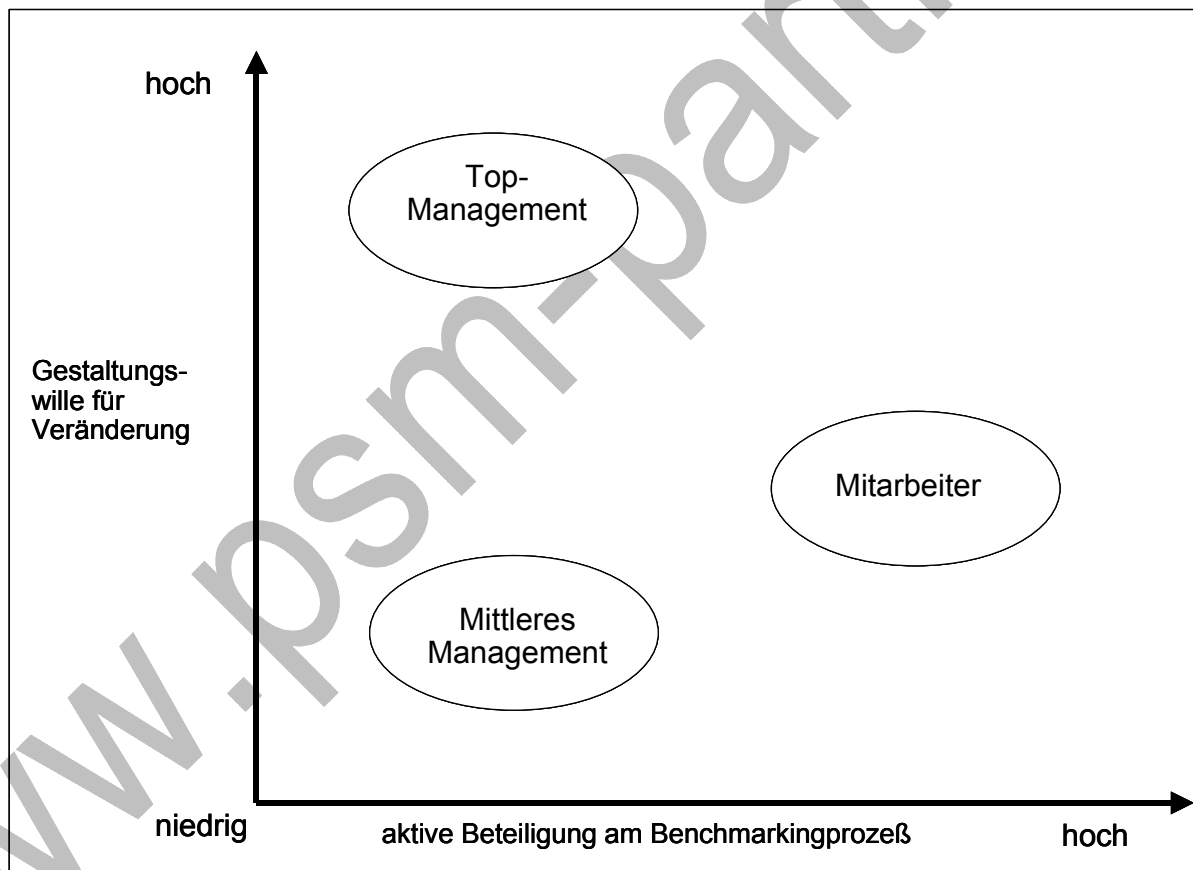 www.psm-part
hoch
Top-
Management
Gestaltungs-
wille für
Veränderung
Mitarbeiter
Mittleres
Management
niedrig
aktive Beteiligung am Benchmarkingprozeß
hoch